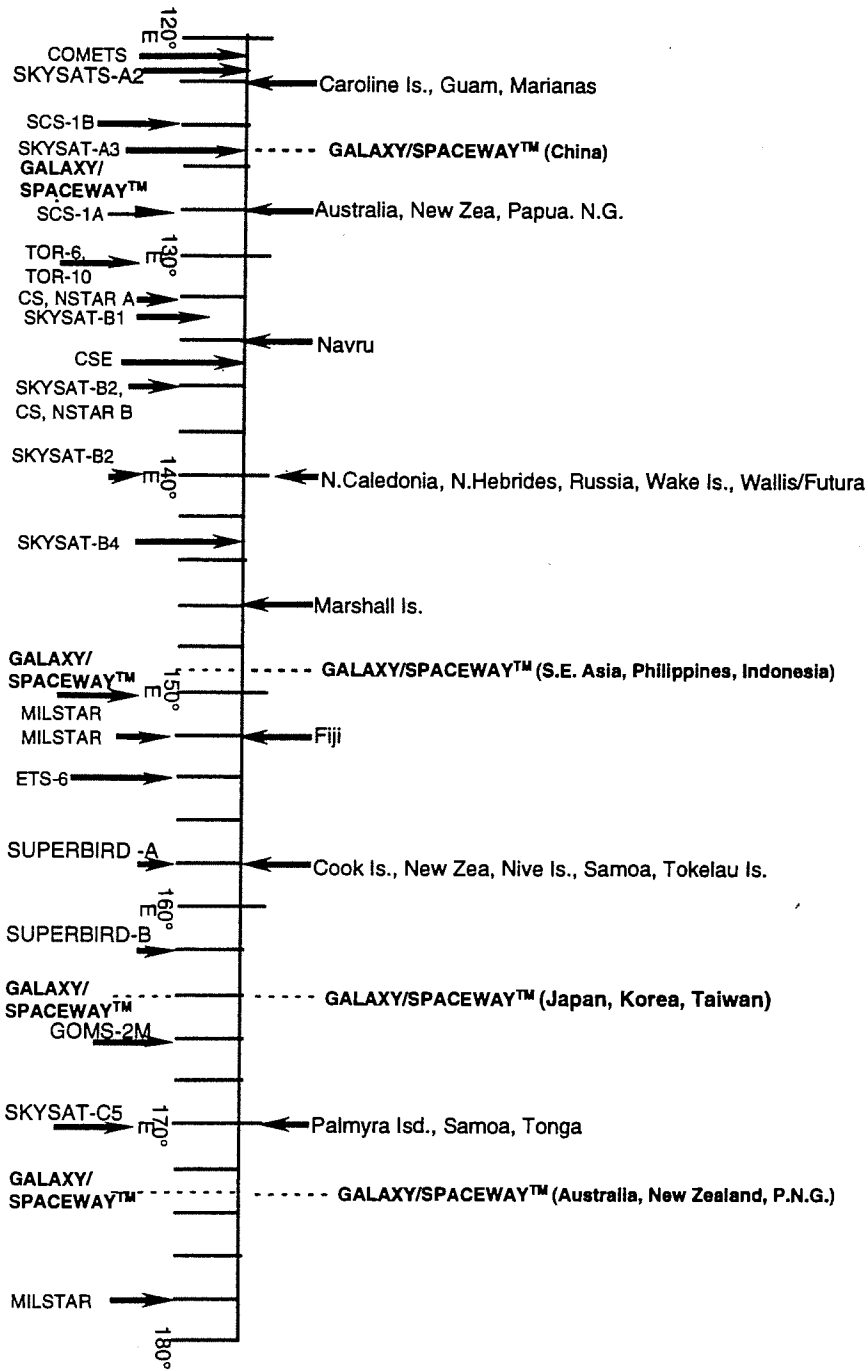 120° E
COMETS
SKYSATS-A2
Caroline Is., Guam, Marianas
SCS-1B
SKYSAT-A3
GALAXY/SPACEWAY™ (China)
GALAXY/
SPACEWAY™
SCS-1A
Australia, New Zea, Papua. N.G.
130° E
TOR-6,
TOR-10
CS, NSTAR A
SKYSAT-B1
Navru
CSE
SKYSAT-B2,
CS, NSTAR B
SKYSAT-B2
140° E
N.Caledonia, N.Hebrides, Russia, Wake Is., Wallis/Futura
SKYSAT-B4
Marshall Is.
GALAXY/
SPACEWAY™
GALAXY/SPACEWAY™ (S.E. Asia, Philippines, Indonesia)
150° E
MILSTAR
MILSTAR
Fiji
ETS-6
SUPERBIRD -A
Cook Is., New Zea, Nive Is., Samoa, Tokelau Is.
160° E
SUPERBIRD-B
GALAXY/
SPACEWAY™
GALAXY/SPACEWAY™ (Japan, Korea, Taiwan)
GOMS-2M
SKYSAT-C5
170° E
Palmyra Isd., Samoa, Tonga
GALAXY/
SPACEWAY™
GALAXY/SPACEWAY™ (Australia, New Zealand, P.N.G.)
MILSTAR
180°